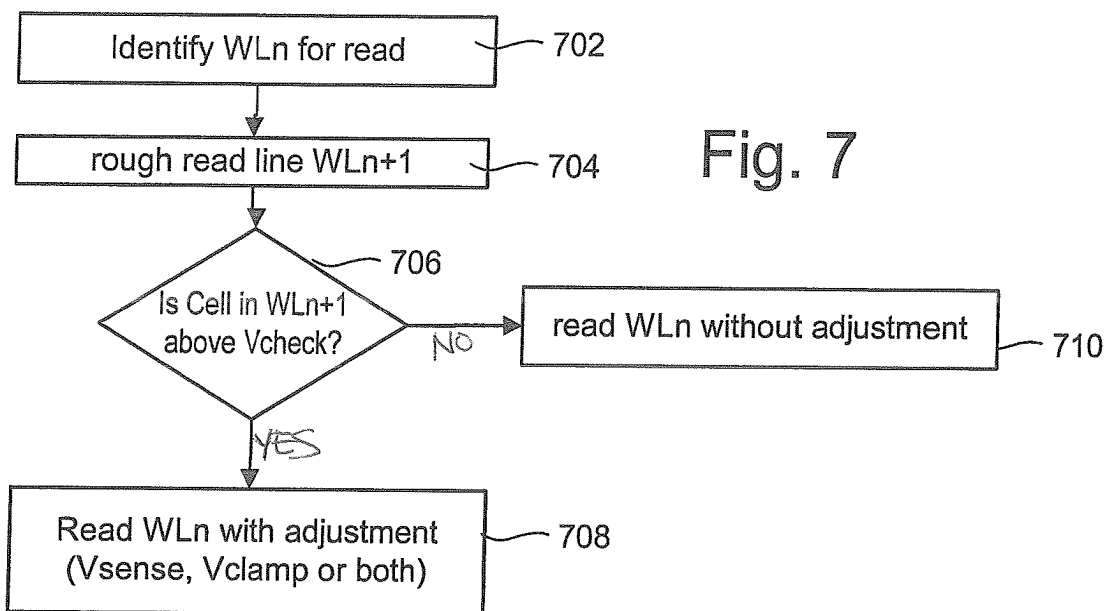 Identify WLn for read
702
rough read line WLn+1
704
Fig. 7
706
Is Cell in WLn+1
above Vcheck?
NO
read WLn without adjustment
710
YES
Read WLn with adjustment
(Vsense, Vclamp or both)
708